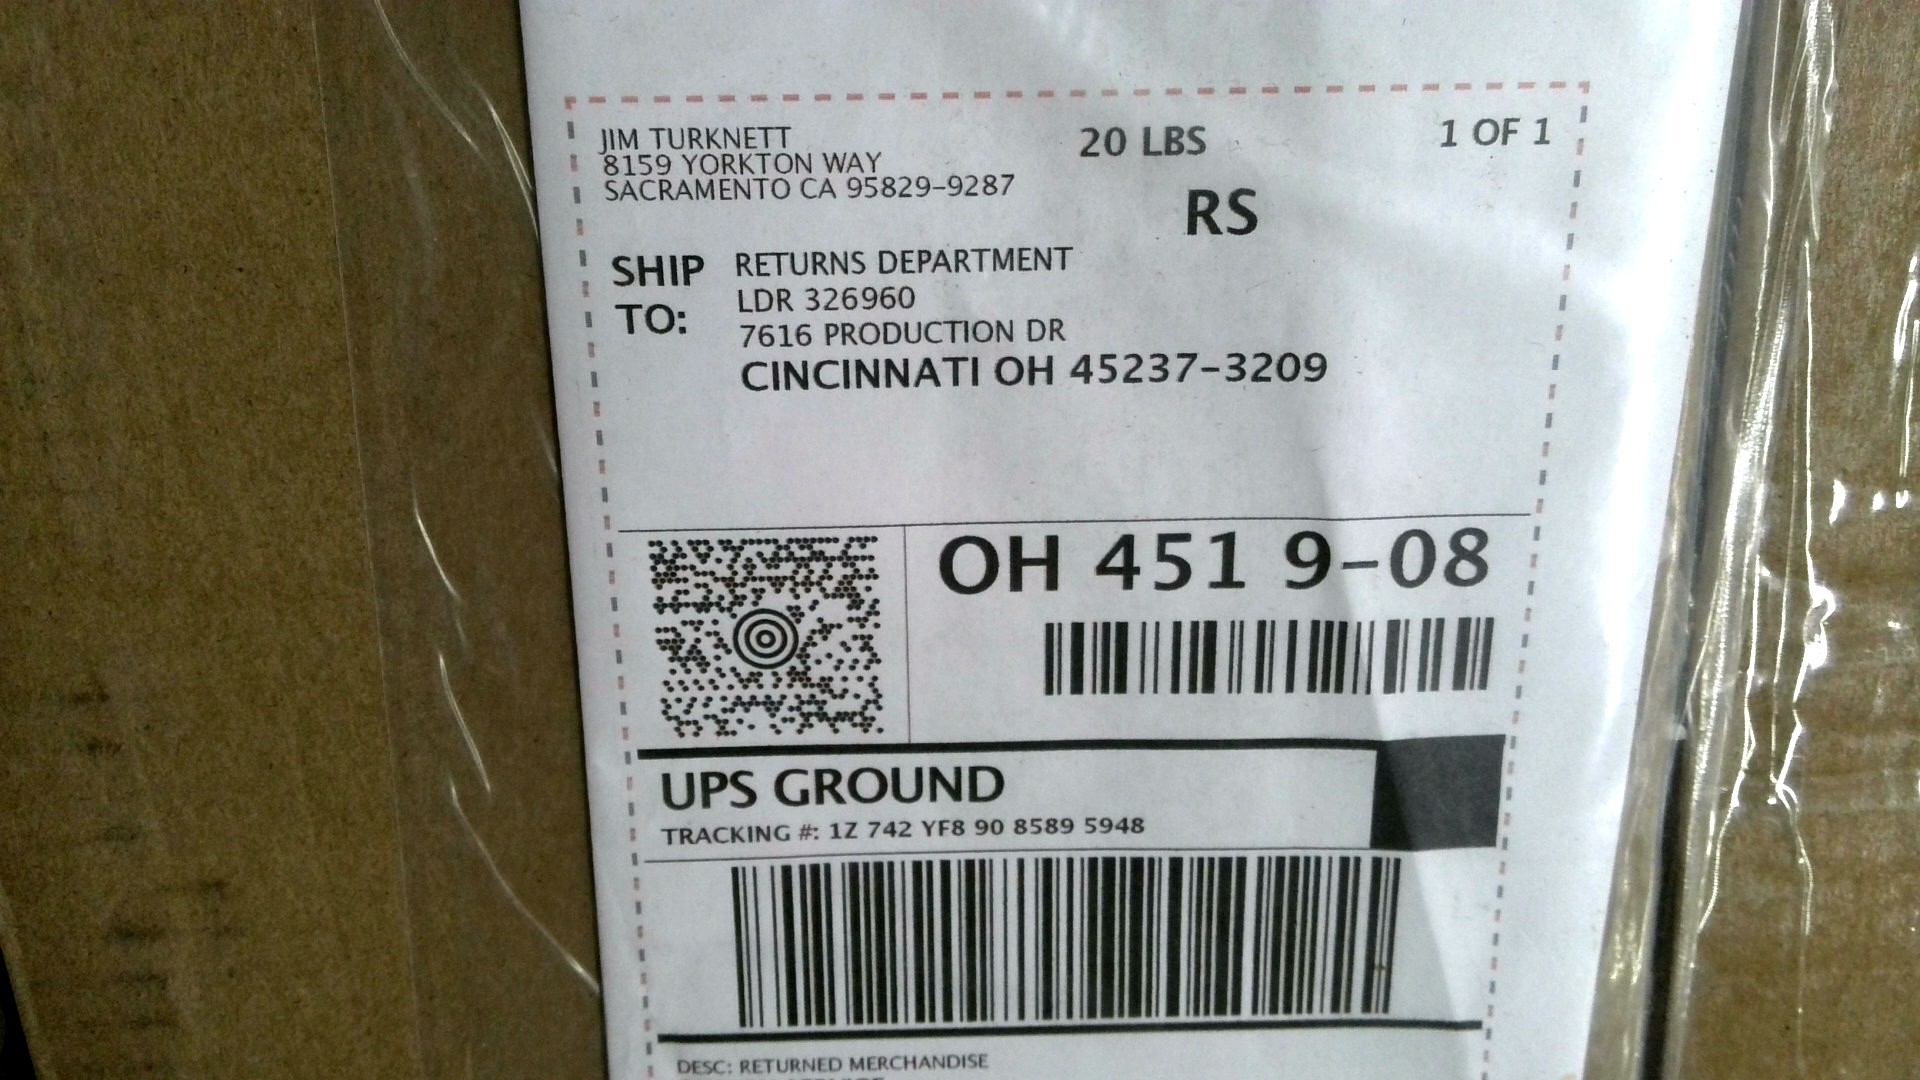 JIM TURKNETT
8159 YORKTON WAY
SACRAMENTO CA 95829-9287
20 LBS
1 OF 1
RS
SHIP TO:
RETURNS DEPARTMENT
LDR 326960
7616 PRODUCTION DR
CINCINNATI OH 45237-3209
OH 451 9-08
UPS GROUND
TRACKING #: 1Z 742 YF8 90 8589 5948
DESC: RETURNED MERCHANDISE